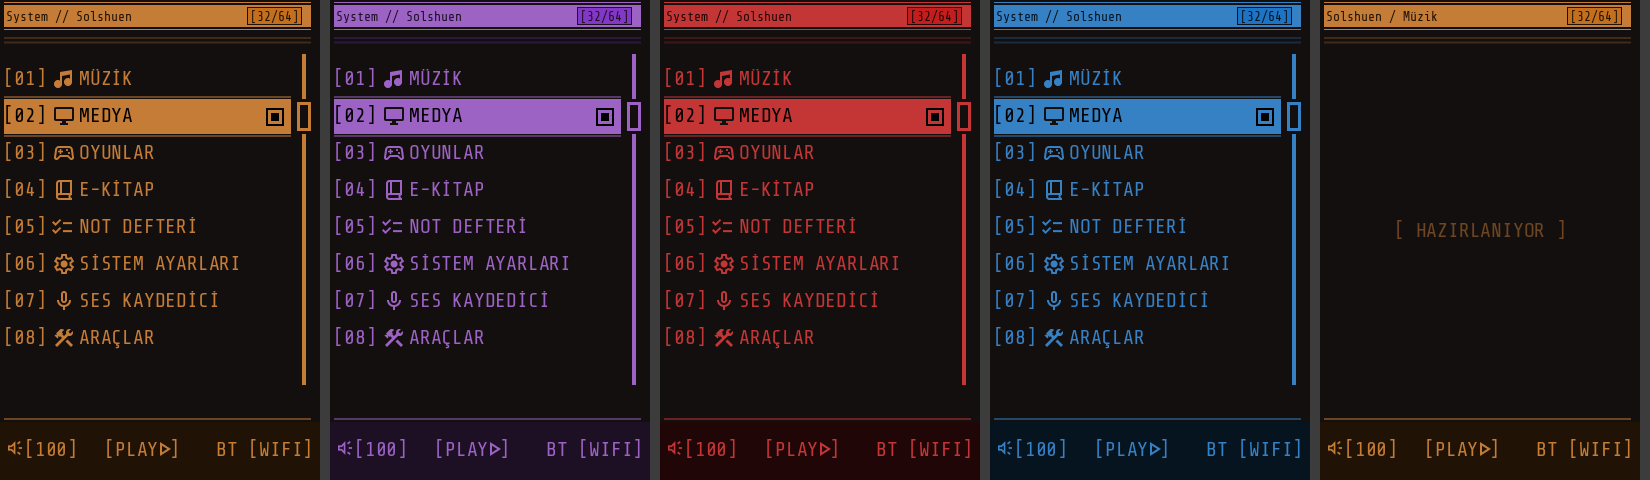 System // Solshuen [32/64]
[01] MÜZİK
[02] MEDYA
[03] OYUNLAR
[04] E-KİTAP
[05] NOT DEFTERİ
[06] SİSTEM AYARLARI
[07] SES KAYDEDİCİ
[08] ARAÇLAR
[100] [PLAY] BT [WIFI]
System // Solshuen [32/64]
[01] MÜZİK
[02] MEDYA
[03] OYUNLAR
[04] E-KİTAP
[05] NOT DEFTERİ
[06] SİSTEM AYARLARI
[07] SES KAYDEDİCİ
[08] ARAÇLAR
[100] [PLAY] BT [WIFI]
System // Solshuen [32/64]
[01] MÜZİK
[02] MEDYA
[03] OYUNLAR
[04] E-KİTAP
[05] NOT DEFTERİ
[06] SİSTEM AYARLARI
[07] SES KAYDEDİCİ
[08] ARAÇLAR
[100] [PLAY] BT [WIFI]
System // Solshuen [32/64]
[01] MÜZİK
[02] MEDYA
[03] OYUNLAR
[04] E-KİTAP
[05] NOT DEFTERİ
[06] SİSTEM AYARLARI
[07] SES KAYDEDİCİ
[08] ARAÇLAR
[100] [PLAY] BT [WIFI]
Solshuen / Müzik [32/64]
[ HAZIRLANIYOR ]
[100] [PLAY] BT [WIFI]